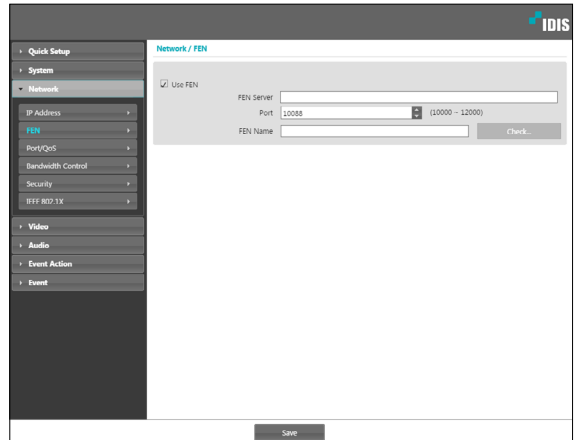 IDIS
Quick Setup
System
Network
IP Address
FEN
Port/QoS
Bandwidth Control
Security
IEEE 802.1X
Video
Audio
Event Action
Event
Network / FEN
Use FEN
FEN Server
Port 10088 (10000 ~ 12000)
FEN Name Check...
Save